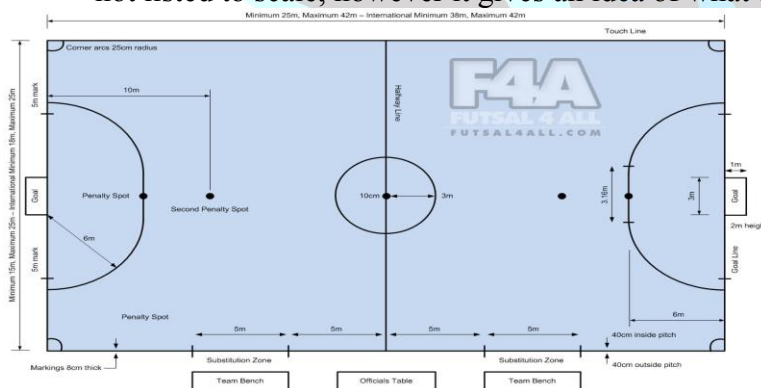 not listed to scale, however it gives an idea of what
Minimum 25m, Maximum 42m – International Minimum 38m, Maximum 42m
Touch Line
Corner arcs 25cm radius
10m
5m mark
Halfway Line
F4A
FUTSAL 4 ALL
FUTSAL4ALL.COM
Minimum 15m, Maximum 25m – International Minimum 18m, Maximum 25m
Goal
Penalty Spot
Second Penalty Spot
10cm
3m
3.16m
3m
1m
Goal
2m heig
6m
5m mark
Goal Line
Penalty Spot
6m
5m
5m
5m
5m
40cm inside pitch
Markings 8cm thick
Substitution Zone
Substitution Zone
40cm outside pitch
Team Bench
Officials Table
Team Bench